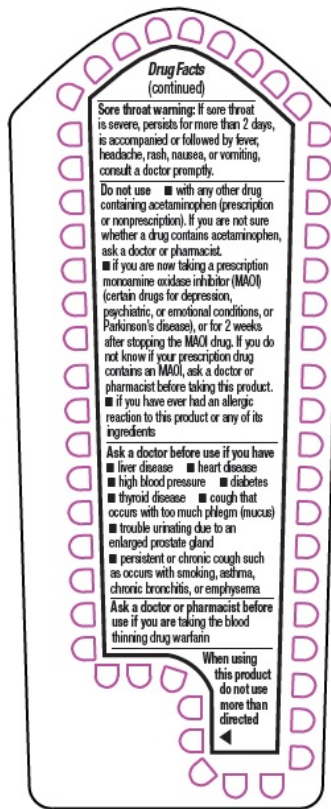 Drug Facts
(continued)
Sore throat warning: If sore throat
is severe, persists for more than 2 days,
is accompanied or followed by fever,
headache, rash, nausea, or vomiting,
consult a doctor promptly.
Do not use ■ with any other drug
containing acetaminophen (prescription
or nonprescription). If you are not sure
whether a drug contains acetaminophen,
ask a doctor or pharmacist.
■ if you are now taking a prescription
monoamine oxidase inhibitor (MAOI)
(certain drugs for depression,
psychiatric, or emotional conditions, or
Parkinson's disease), or for 2 weeks
after stopping the MAOI drug. If you do
not know if your prescription drug
contains an MAOI, ask a doctor or
pharmacist before taking this product.
■ if you have ever had an allergic
reaction to this product or any of its
ingredients
Ask a doctor before use if you have
■ liver disease ■ heart disease
■ high blood pressure ■ diabetes
■ thyroid disease ■ cough that
occurs with too much phlegm (mucus)
■ trouble urinating due to an
enlarged prostate gland
■ persistent or chronic cough such
as occurs with smoking, asthma,
chronic bronchitis, or emphysema
Ask a doctor or pharmacist before
use if you are taking the blood
thinning drug warfarin
When using
this product
do not use
more than
directed